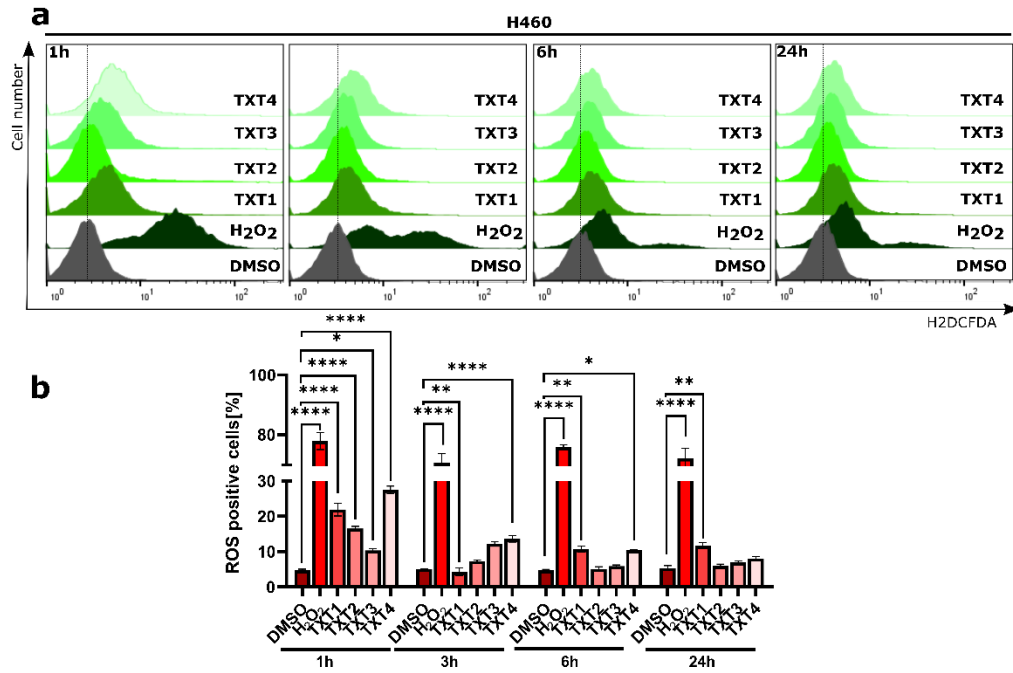 a
H460
1h
6h
24h
Cell number
TXT4
TXT3
TXT2
TXT1
H2O2
DMSO
TXT4
TXT3
TXT2
TXT1
H2O2
DMSO
TXT4
TXT3
TXT2
TXT1
H2O2
DMSO
TXT4
TXT3
TXT2
TXT1
H2O2
DMSO
10⁰ 10¹ 10²
10⁰ 10¹ 10²
10⁰ 10¹ 10²
10⁰ 10¹ 10²
H2DCFDA
b
****
*
****
****
****
****
**
****
*
**
****
**
****
ROS positive cells[%]
100
80
30
20
10
0
DMSO H₂O₂ TXT1 TXT2 TXT3 TXT4
DMSO H₂O₂ TXT1 TXT2 TXT3 TXT4
DMSO H₂O₂ TXT1 TXT2 TXT3 TXT4
DMSO H₂O₂ TXT1 TXT2 TXT3 TXT4
1h 3h 6h 24h